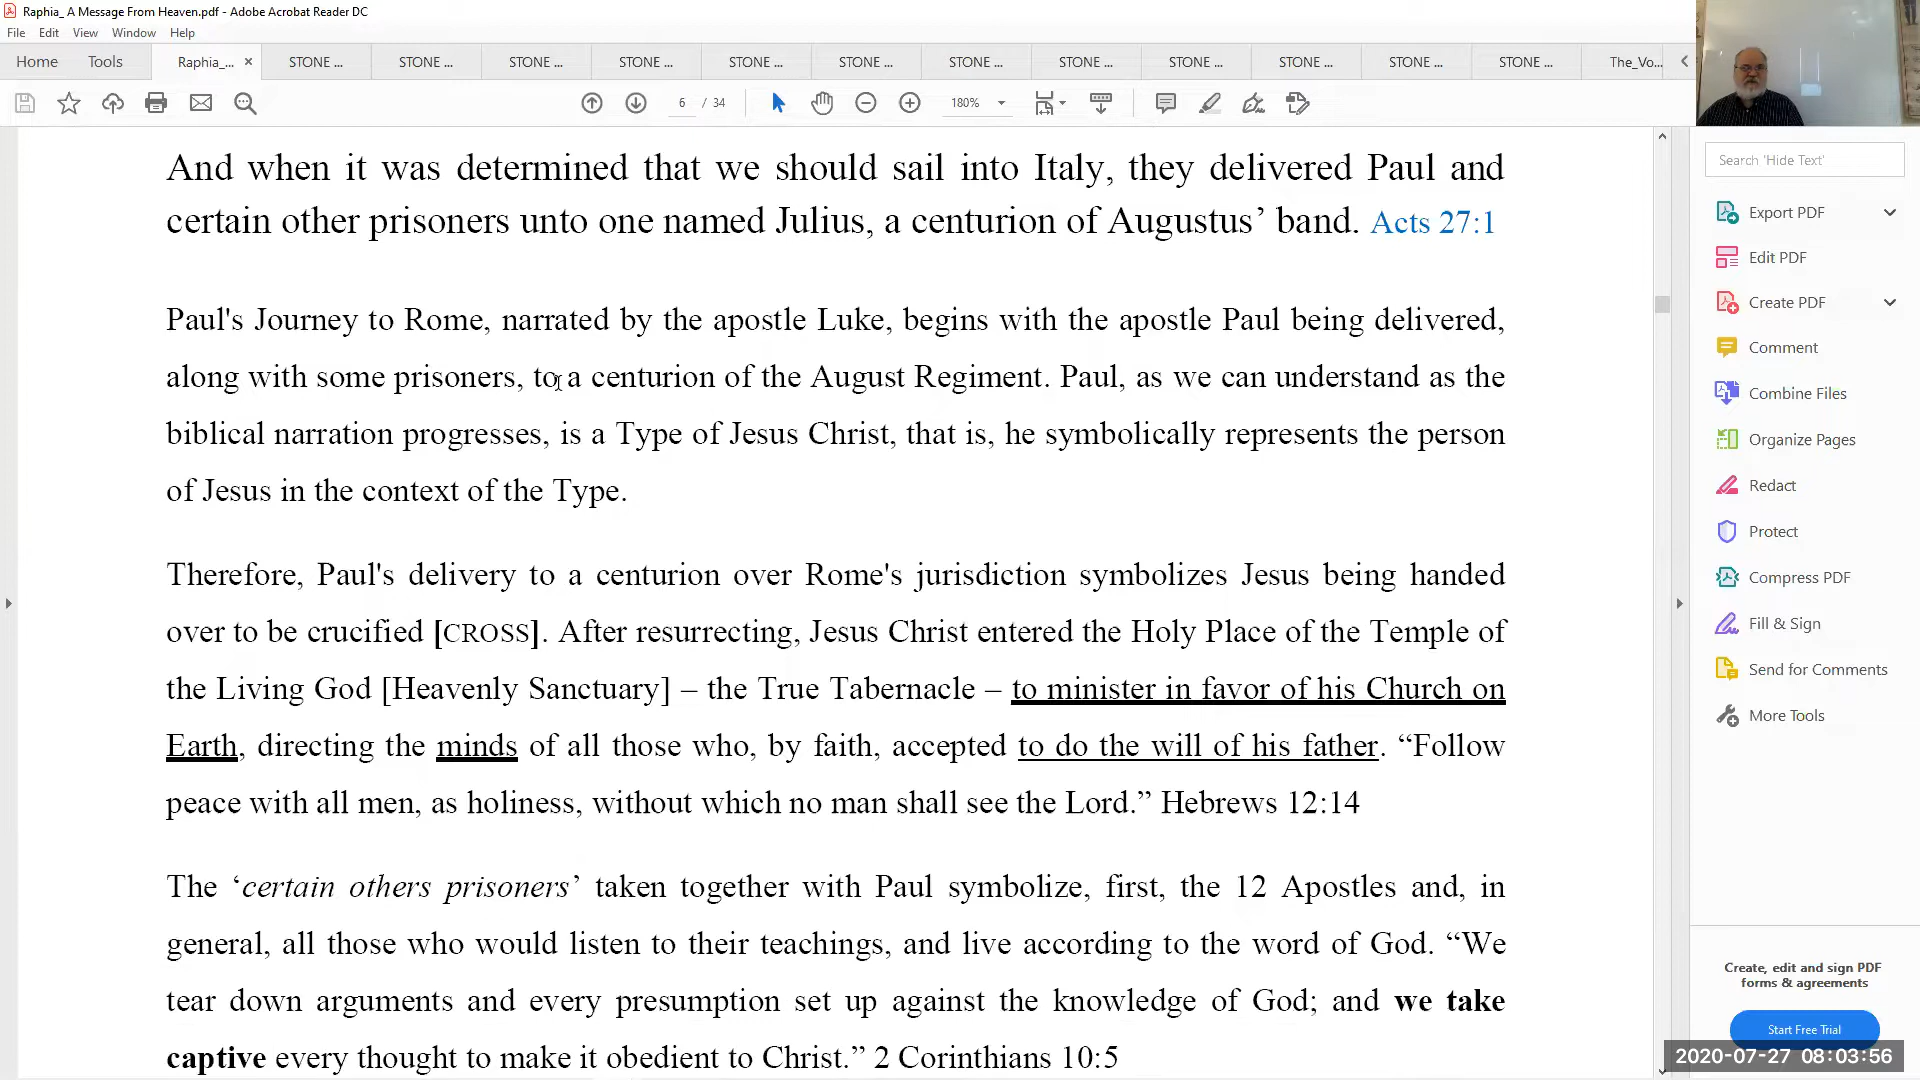 Raphia_ A Message From Heaven.pdf - Adobe Acrobat Reader DC
File Edit View Window Help
Home Tools Raphia_... × STONE ... STONE ... STONE ... STONE ... STONE ... STONE ... STONE ... STONE ... STONE ... STONE ... STONE ... STONE ... The_Vo...
6 / 34 180%
Search 'Hide Text'
Export PDF
Edit PDF
Create PDF
Comment
Combine Files
Organize Pages
Redact
Protect
Compress PDF
Fill & Sign
Send for Comments
More Tools
Create, edit and sign PDF
forms & agreements
Start Free Trial
2020-07-27 08:03:56
And when it was determined that we should sail into Italy, they delivered Paul and
certain other prisoners unto one named Julius, a centurion of Augustus’ band. Acts 27:1
Paul's Journey to Rome, narrated by the apostle Luke, begins with the apostle Paul being delivered,
along with some prisoners, to a centurion of the August Regiment. Paul, as we can understand as the
biblical narration progresses, is a Type of Jesus Christ, that is, he symbolically represents the person
of Jesus in the context of the Type.
Therefore, Paul's delivery to a centurion over Rome's jurisdiction symbolizes Jesus being handed
over to be crucified [CROSS]. After resurrecting, Jesus Christ entered the Holy Place of the Temple of
the Living God [Heavenly Sanctuary] – the True Tabernacle – to minister in favor of his Church on
Earth, directing the minds of all those who, by faith, accepted to do the will of his father. “Follow
peace with all men, as holiness, without which no man shall see the Lord.” Hebrews 12:14
The ‘certain others prisoners’ taken together with Paul symbolize, first, the 12 Apostles and, in
general, all those who would listen to their teachings, and live according to the word of God. “We
tear down arguments and every presumption set up against the knowledge of God; and we take
captive every thought to make it obedient to Christ.” 2 Corinthians 10:5